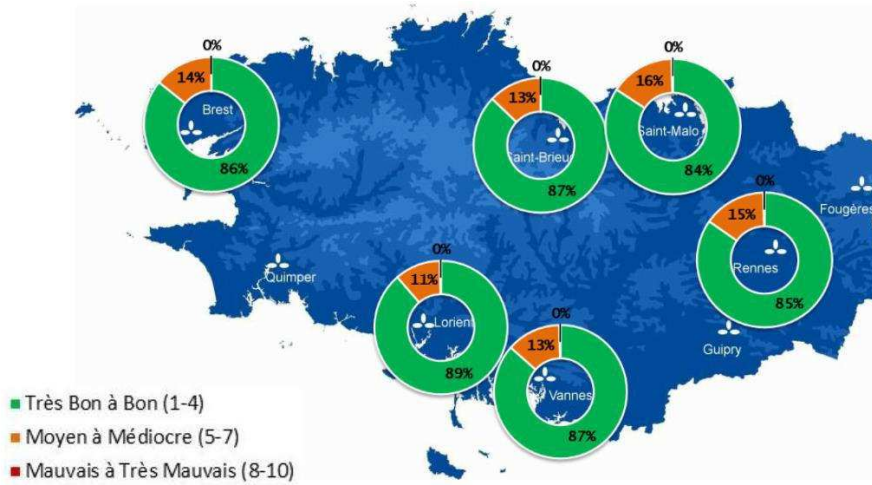 0%
14%
Brest
86%
0%
13%
Saint-Brieuc
87%
0%
16%
Saint-Malo
84%
0%
15%
Rennes
85%
Fougères
Quimper
0%
11%
Lorient
89%
0%
13%
Vannes
87%
Guipry
Très Bon à Bon (1-4)
Moyen à Médiocre (5-7)
Mauvais à Très Mauvais (8-10)